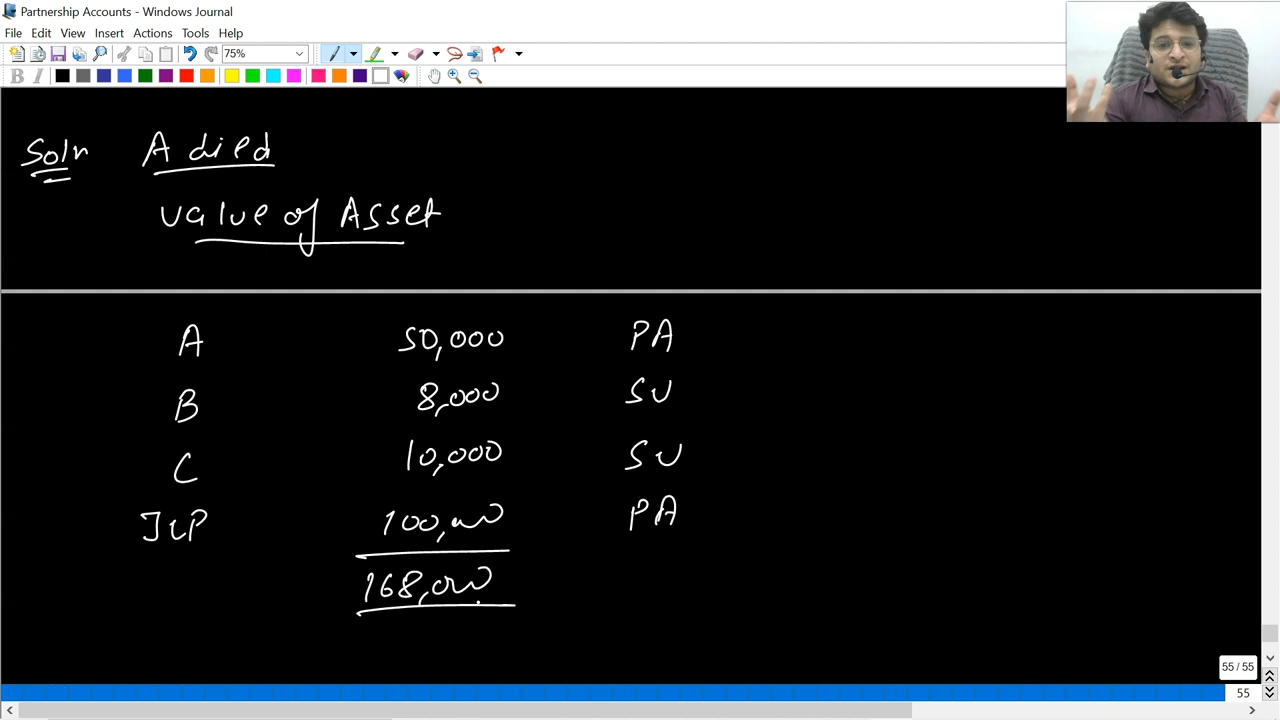 Partnership Accounts - Windows Journal
File Edit View Insert Actions Tools Help
75%
B I
Soln A died
value of Asset
A 50,000 PA
B 8,000 SV
C 10,000 SV
JLP 100,000 PA
168,000
55 / 55
55